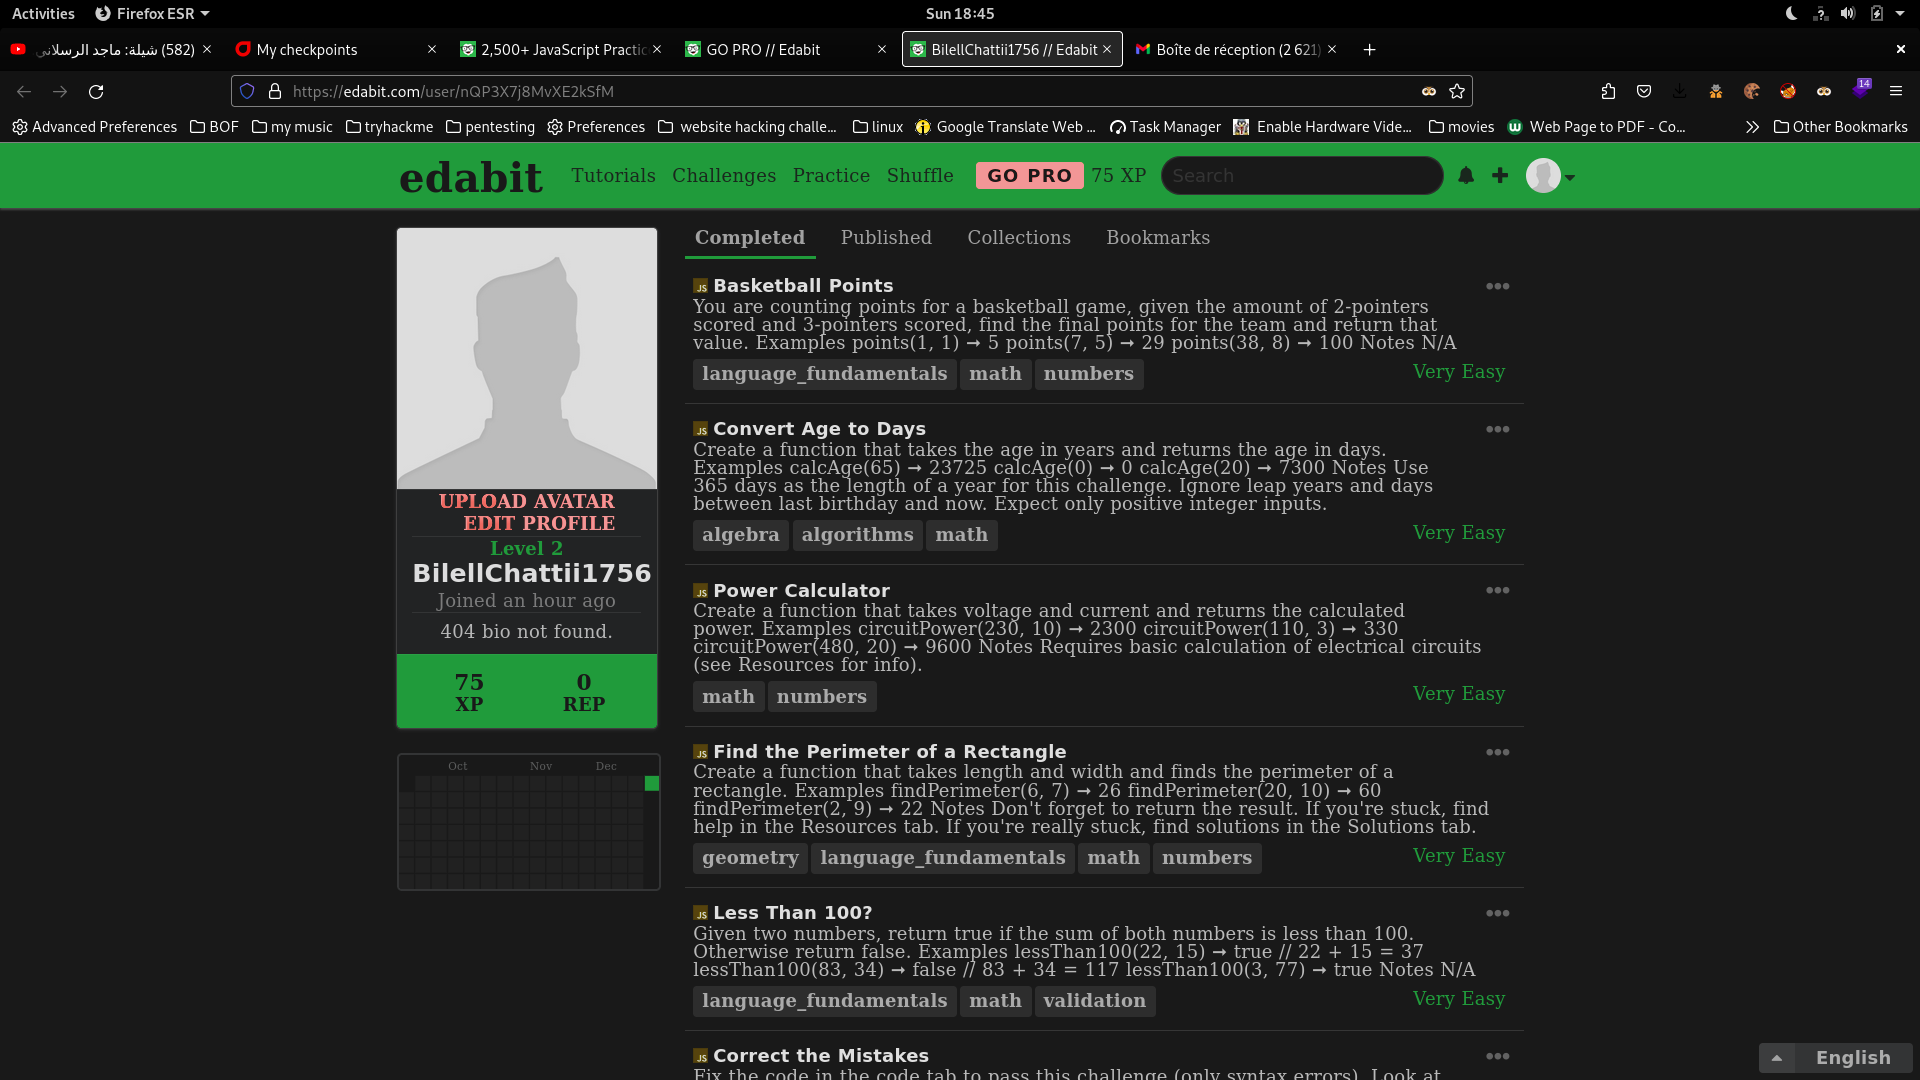 Activities Firefox ESR Sun 18:45
(582) شيلة: ماجد الرسلاني My checkpoints 2,500+ JavaScript Practic GO PRO // Edabit BilellChattii1756 // Edabit Boîte de réception (2 621)
https://edabit.com/user/nQP3X7j8MvXE2kSfM 14
Advanced Preferences BOF my music tryhackme pentesting Preferences website hacking challe… linux Google Translate Web … Task Manager Enable Hardware Vide… movies Web Page to PDF - Co… Other Bookmarks
edabit Tutorials Challenges Practice Shuffle GO PRO 75 XP Search
UPLOAD AVATAR
EDIT PROFILE
Level 2
BilellChattii1756
Joined an hour ago
404 bio not found.
75 0
XP REP
Oct Nov Dec
Completed Published Collections Bookmarks
JS Basketball Points
You are counting points for a basketball game, given the amount of 2-pointers
scored and 3-pointers scored, find the final points for the team and return that
value. Examples points(1, 1) ➞ 5 points(7, 5) ➞ 29 points(38, 8) ➞ 100 Notes N/A
language_fundamentals math numbers Very Easy
JS Convert Age to Days
Create a function that takes the age in years and returns the age in days.
Examples calcAge(65) ➞ 23725 calcAge(0) ➞ 0 calcAge(20) ➞ 7300 Notes Use
365 days as the length of a year for this challenge. Ignore leap years and days
between last birthday and now. Expect only positive integer inputs.
algebra algorithms math Very Easy
JS Power Calculator
Create a function that takes voltage and current and returns the calculated
power. Examples circuitPower(230, 10) ➞ 2300 circuitPower(110, 3) ➞ 330
circuitPower(480, 20) ➞ 9600 Notes Requires basic calculation of electrical circuits
(see Resources for info).
math numbers Very Easy
JS Find the Perimeter of a Rectangle
Create a function that takes length and width and finds the perimeter of a
rectangle. Examples findPerimeter(6, 7) ➞ 26 findPerimeter(20, 10) ➞ 60
findPerimeter(2, 9) ➞ 22 Notes Don't forget to return the result. If you're stuck, find
help in the Resources tab. If you're really stuck, find solutions in the Solutions tab.
geometry language_fundamentals math numbers Very Easy
JS Less Than 100?
Given two numbers, return true if the sum of both numbers is less than 100.
Otherwise return false. Examples lessThan100(22, 15) ➞ true // 22 + 15 = 37
lessThan100(83, 34) ➞ false // 83 + 34 = 117 lessThan100(3, 77) ➞ true Notes N/A
language_fundamentals math validation Very Easy
JS Correct the Mistakes
Fix the code in the code tab to pass this challenge (only syntax errors). Look at
English